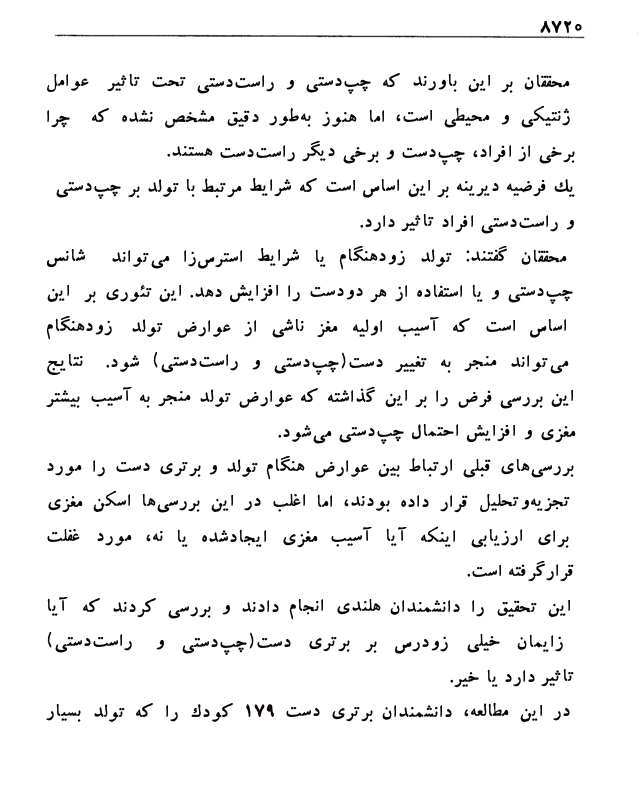 ۸۷۲۰
محققان بر این باورند که چپ‌دستی و راست‌دستی تحت تاثیر عوامل
ژنتیکی و محیطی است، اما هنوز به‌طور دقیق مشخص نشده که چرا
برخی از افراد، چپ‌دست و برخی دیگر راست‌دست هستند.
یك فرضیه دیرینه بر این اساس است که شرایط مرتبط با تولد بر چپ‌دستی
و راست‌دستی افراد تاثیر دارد.
محققان گفتند: تولد زودهنگام یا شرایط استرس‌زا می‌تواند شانس
چپ‌دستی و یا استفاده از هر دودست را افزایش دهد. این تئوری بر این
اساس است که آسیب اولیه مغز ناشی از عوارض تولد زودهنگام
می‌تواند منجر به تغییر دست(چپ‌دستی و راست‌دستی) شود. نتایج
این بررسی فرض را بر این گذاشته که عوارض تولد منجر به آسیب بیشتر
مغزی و افزایش احتمال چپ‌دستی می‌شود.
بررسی‌های قبلی ارتباط بین عوارض هنگام تولد و برتری دست را مورد
تجزیه‌وتحلیل قرار داده بودند، اما اغلب در این بررسی‌ها اسکن مغزی
برای ارزیابی اینکه آیا آسیب مغزی ایجادشده یا نه، مورد غفلت
قرارگرفته است.
این تحقیق را دانشمندان هلندی انجام دادند و بررسی کردند که آیا
زایمان خیلی زودرس بر برتری دست(چپ‌دستی و راست‌دستی)
تاثیر دارد یا خیر.
در این مطالعه، دانشمندان برتری دست ۱۷۹ کودك را که تولد بسیار